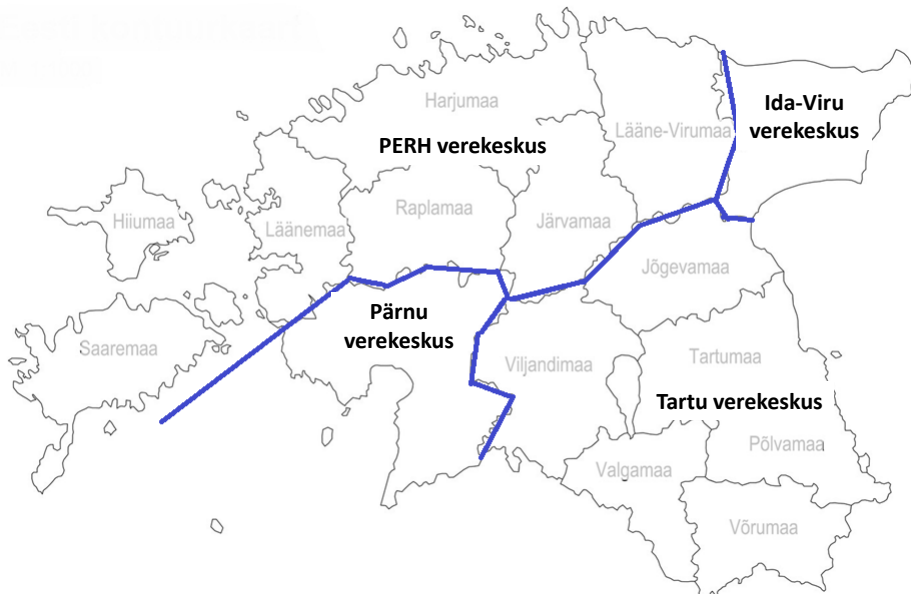 Harjumaa
Lääne-Virumaa
Ida-Viru
verekeskus
PERH verekeskus
Hiiumaa
Läänemaa
Raplamaa
Järvamaa
Jõgevamaa
Pärnu
verekeskus
Saaremaa
Viljandimaa
Tartumaa
Tartu verekeskus
Põlvamaa
Valgamaa
Võrumaa